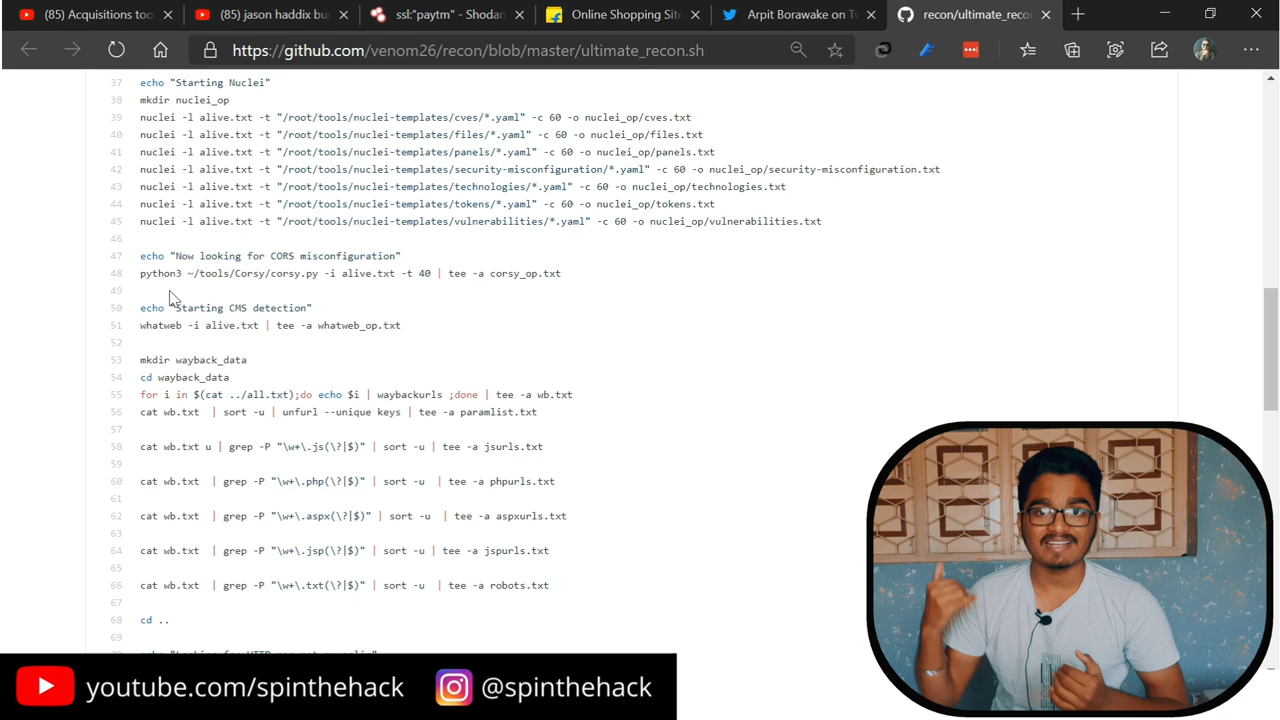 (85) Acquisitions too
(85) jason haddix bu
ssl:"paytm" - Shodan
Online Shopping Site
Arpit Borawake on Tw
recon/ultimate_reco
https://github.com/venom26/recon/blob/master/ultimate_recon.sh
37 echo "Starting Nuclei"
38 mkdir nuclei_op
39 nuclei -l alive.txt -t "/root/tools/nuclei-templates/cves/*.yaml" -c 60 -o nuclei_op/cves.txt
40 nuclei -l alive.txt -t "/root/tools/nuclei-templates/files/*.yaml" -c 60 -o nuclei_op/files.txt
41 nuclei -l alive.txt -t "/root/tools/nuclei-templates/panels/*.yaml" -c 60 -o nuclei_op/panels.txt
42 nuclei -l alive.txt -t "/root/tools/nuclei-templates/security-misconfiguration/*.yaml" -c 60 -o nuclei_op/security-misconfiguration.txt
43 nuclei -l alive.txt -t "/root/tools/nuclei-templates/technologies/*.yaml" -c 60 -o nuclei_op/technologies.txt
44 nuclei -l alive.txt -t "/root/tools/nuclei-templates/tokens/*.yaml" -c 60 -o nuclei_op/tokens.txt
45 nuclei -l alive.txt -t "/root/tools/nuclei-templates/vulnerabilities/*.yaml" -c 60 -o nuclei_op/vulnerabilities.txt
46
47 echo "Now looking for CORS misconfiguration"
48 python3 ~/tools/Corsy/corsy.py -i alive.txt -t 40 | tee -a corsy_op.txt
49
50 echo "Starting CMS detection"
51 whatweb -i alive.txt | tee -a whatweb_op.txt
52
53 mkdir wayback_data
54 cd wayback_data
55 for i in $(cat ../all.txt);do echo $i | waybackurls ;done | tee -a wb.txt
56 cat wb.txt  | sort -u | unfurl --unique keys | tee -a paramlist.txt
57
58 cat wb.txt u | grep -P "\w+\.js(\?|$)" | sort -u | tee -a jsurls.txt
59
60 cat wb.txt  | grep -P "\w+\.php(\?|$)" | sort -u  | tee -a phpurls.txt
61
62 cat wb.txt  | grep -P "\w+\.aspx(\?|$)" | sort -u  | tee -a aspxurls.txt
63
64 cat wb.txt  | grep -P "\w+\.jsp(\?|$)" | sort -u  | tee -a jspurls.txt
65
66 cat wb.txt  | grep -P "\w+\.txt(\?|$)" | sort -u  | tee -a robots.txt
67
68 cd ..
69
youtube.com/spinthehack
@spinthehack